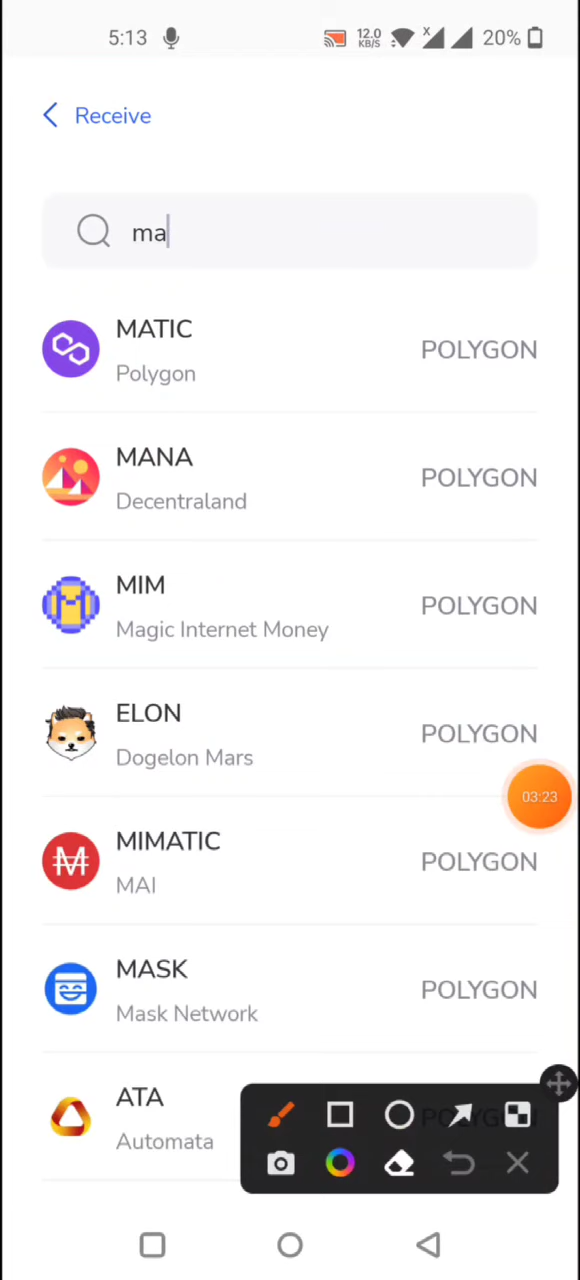 5:13
12.0
KB/S
X
20%
Receive
ma
MATIC
Polygon
POLYGON
MANA
Decentraland
POLYGON
MIM
Magic Internet Money
POLYGON
ELON
Dogelon Mars
POLYGON
03:23
MIMATIC
MAI
POLYGON
MASK
Mask Network
POLYGON
ATA
Automata
POLYGON